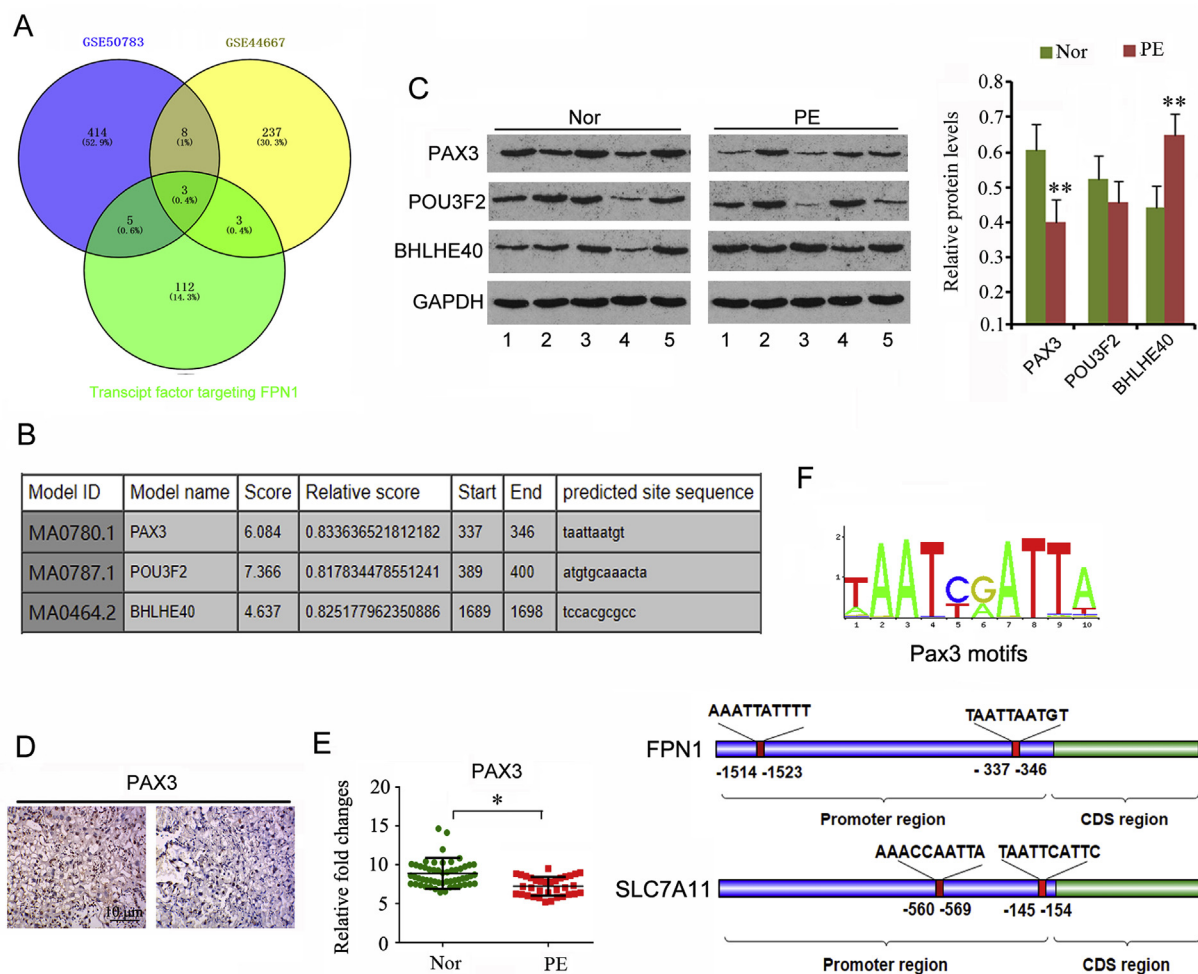 A
GSE50783
GSE44667
414
(52.9%)
8
(1%)
237
(30.3%)
3
(0.4%)
5
(0.6%)
3
(0.4%)
112
(14.3%)
Transcipt factor targeting FPN1
C
Nor
PE
PAX3
POU3F2
BHLHE40
GAPDH
1 2 3 4 5
1 2 3 4 5
Nor
PE
Relative protein levels
0.8
0.7
0.6
0.5
0.4
0.3
0.2
0.1
**
**
PAX3
POU3F2
BHLHE40
B
Model ID Model name Score Relative score Start End predicted site sequence
MA0780.1 PAX3 6.084 0.833636521812182 337 346 taattaatgt
MA0787.1 POU3F2 7.366 0.817834478551241 389 400 atgtgcaaacta
MA0464.2 BHLHE40 4.637 0.825177962350886 1689 1698 tccacgcgcc
D
PAX3
10 μm
E
PAX3
Relative fold changes
20
15
10
5
0
*
Nor
PE
F
2
1
TAATCGATTA
T A T
1 2 3 4 5 6 7 8 9 10
Pax3 motifs
AAATTATTTT
TAATTAATGT
FPN1
-1514 -1523
- 337 -346
Promoter region
CDS region
AAACCAATTA TAATTCATTC
SLC7A11
-560 -569
-145 -154
Promoter region
CDS region